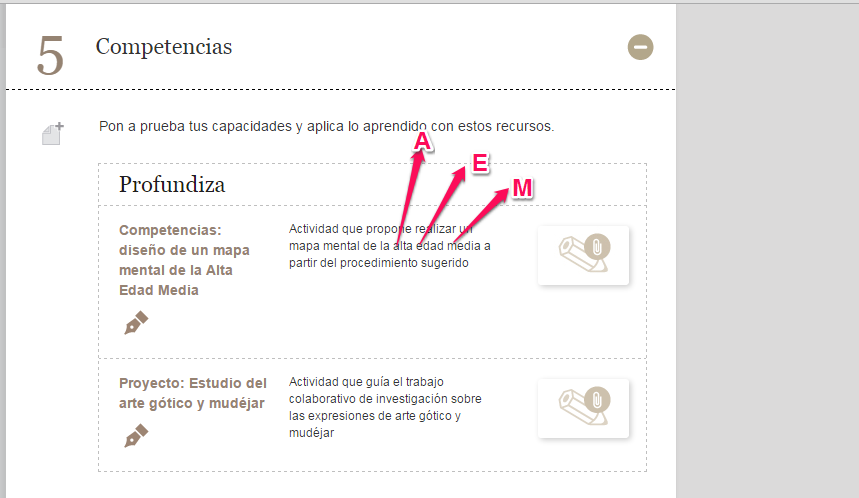 5 Competencias
Pon a prueba tus capacidades y aplica lo aprendido con estos recursos.
A
E
M
Profundiza
Competencias:
diseño de un mapa
mental de la Alta
Edad Media
Actividad que propone realizar un
mapa mental de la alta edad media a
partir del procedimiento sugerido
Proyecto: Estudio del
arte gótico y mudéjar
Actividad que guía el trabajo
colaborativo de investigación sobre
las expresiones de arte gótico y
mudéjar